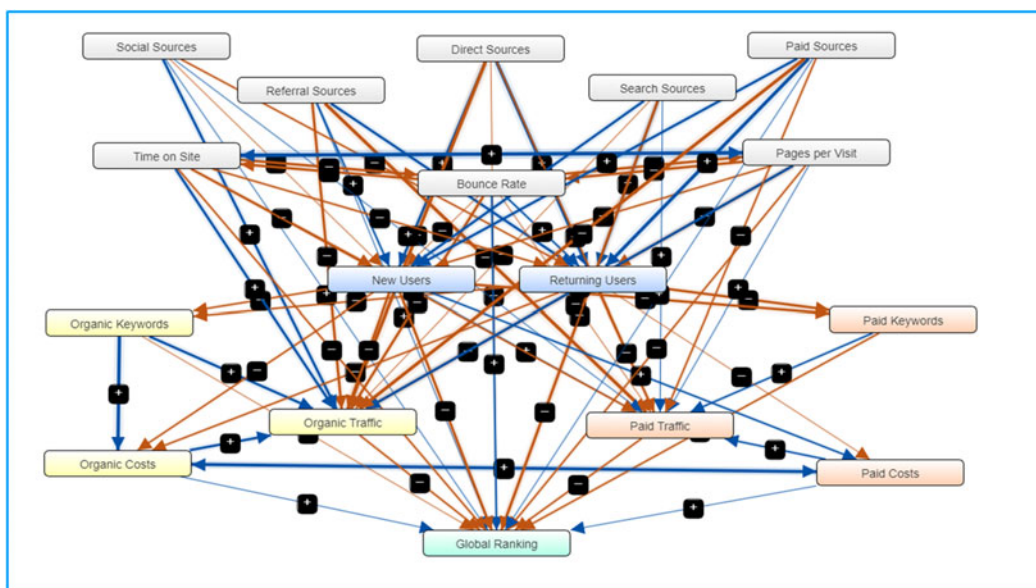 Social Sources
Direct Sources
Paid Sources
Referral Sources
Search Sources
Time on Site
Pages per Visit
Bounce Rate
New Users
Returning Users
Organic Keywords
Paid Keywords
Organic Traffic
Paid Traffic
Organic Costs
Paid Costs
Global Ranking